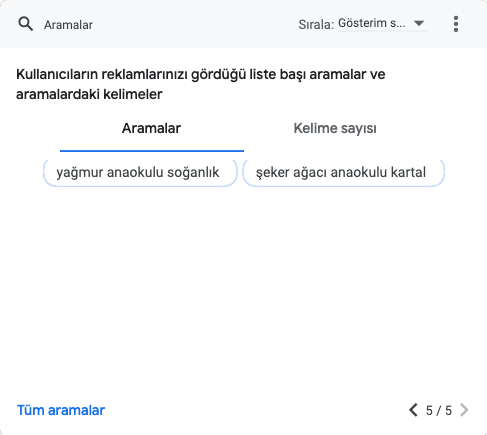 Aramalar
Sırala: Gösterim s...
Kullanıcıların reklamlarınızı gördüğü liste başı aramalar ve
aramalardaki kelimeler
Aramalar
Kelime sayısı
yağmur anaokulu soğanlık
şeker ağacı anaokulu kartal
Tüm aramalar
5 / 5